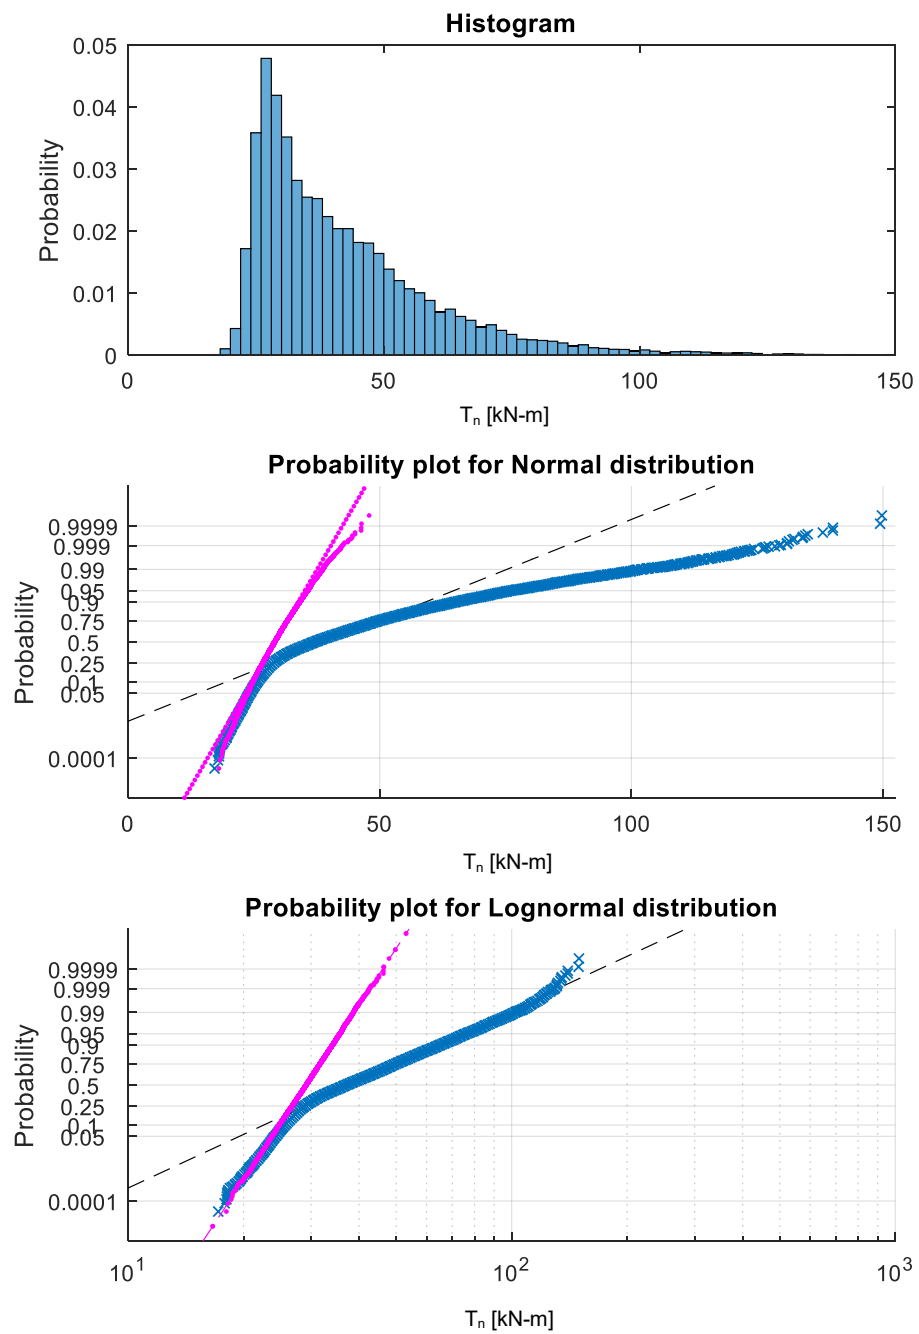 Histogram
0.05
0.04
0.03
0.02
0.01
0
Probability
0 50 100 150
Tₙ [kN-m]
Probability plot for Normal distribution
0.9999
0.999
0.99
0.95
0.9
0.75
0.5
0.25
0.1
0.05
0.0001
Probability
0 50 100 150
Tₙ [kN-m]
Probability plot for Lognormal distribution
0.9999
0.999
0.99
0.95
0.9
0.75
0.5
0.25
0.1
0.05
0.0001
Probability
10¹ 10² 10³
Tₙ [kN-m]